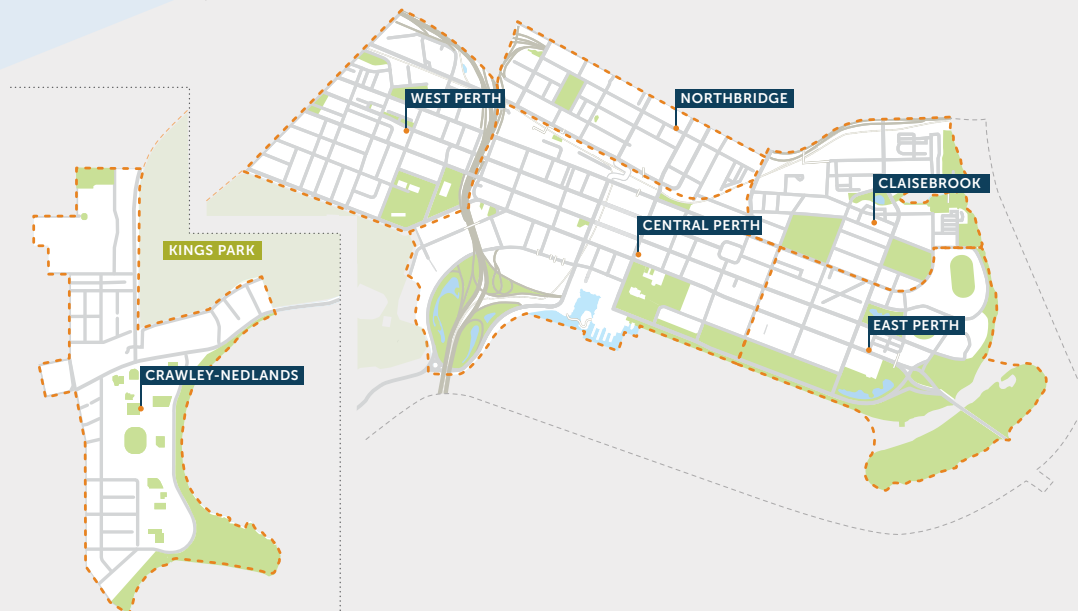 WEST PERTH
NORTHBRIDGE
CLAISEBROOK
CENTRAL PERTH
KINGS PARK
EAST PERTH
CRAWLEY-NEDLANDS